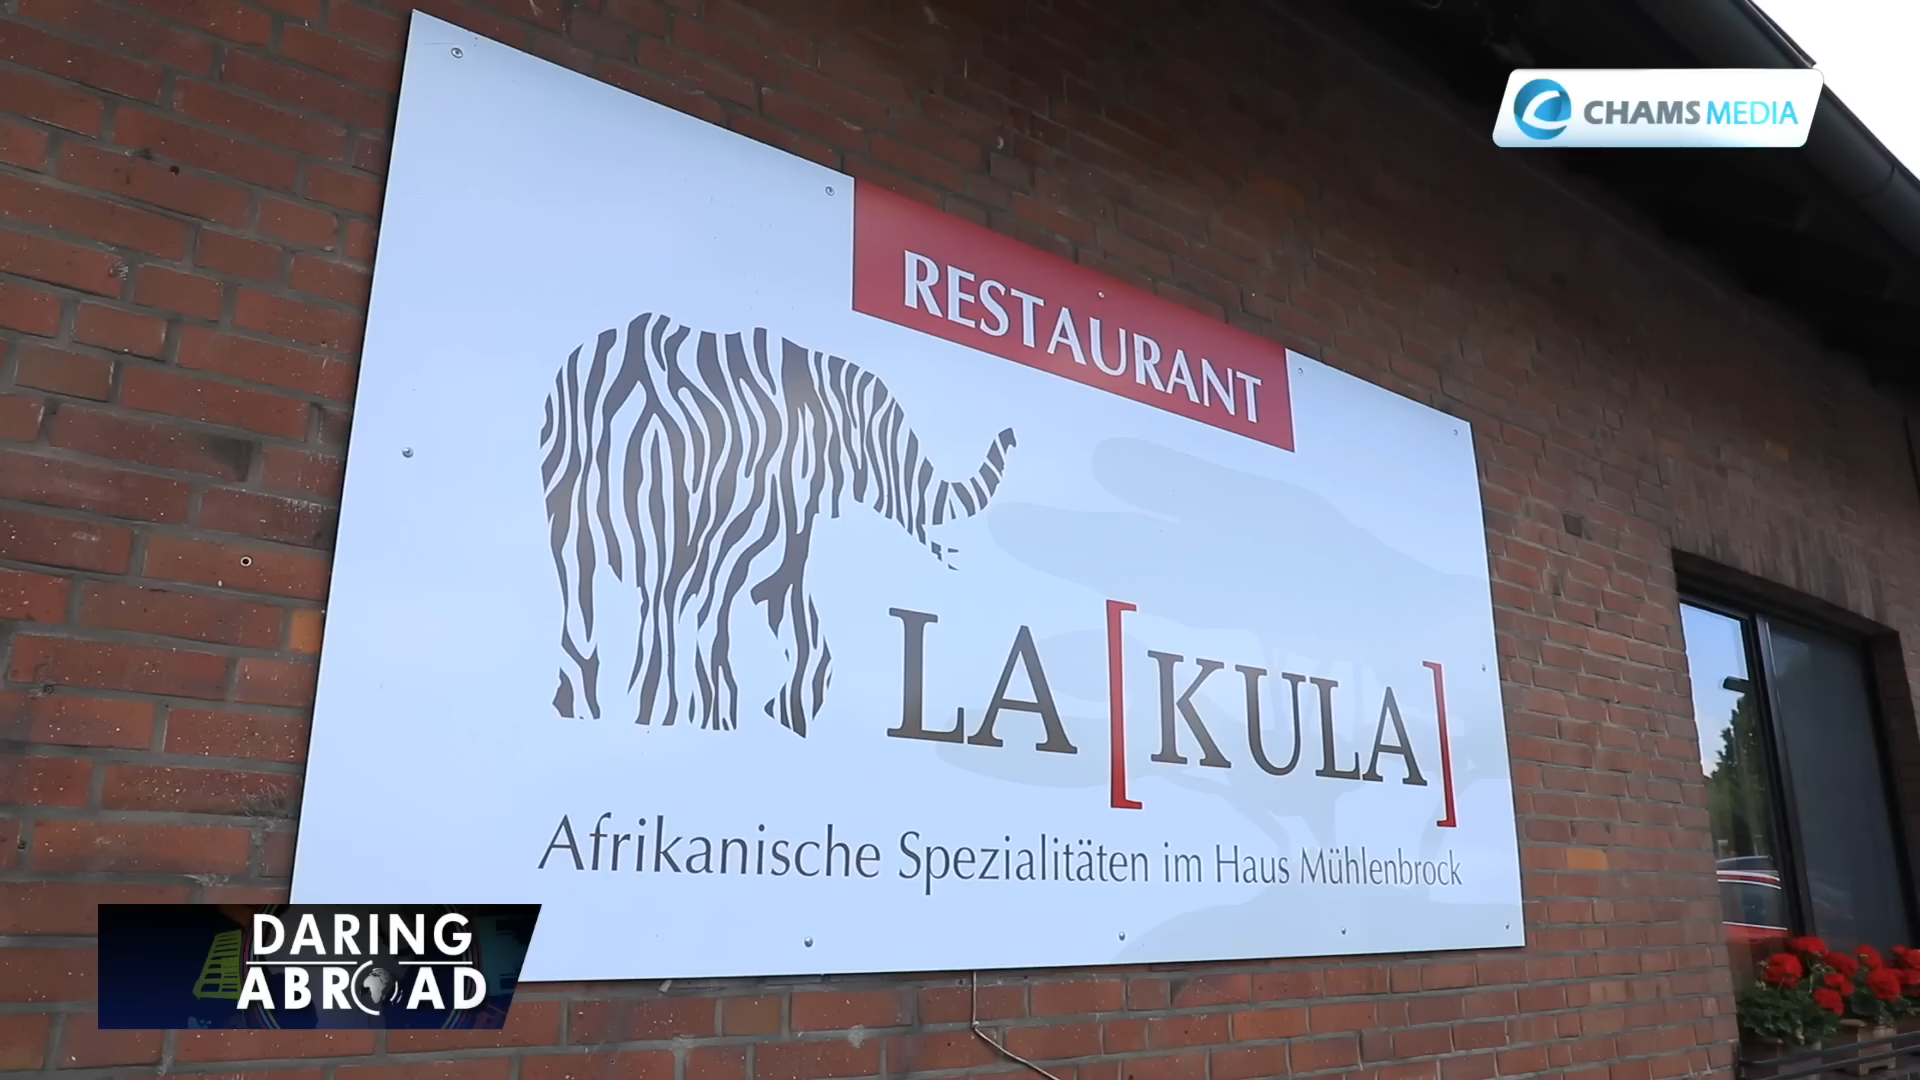 CHAMS MEDIA
RESTAURANT
LA [KULA]
Afrikanische Spezialitäten im Haus Mühlenbrock
DARING
ABROAD